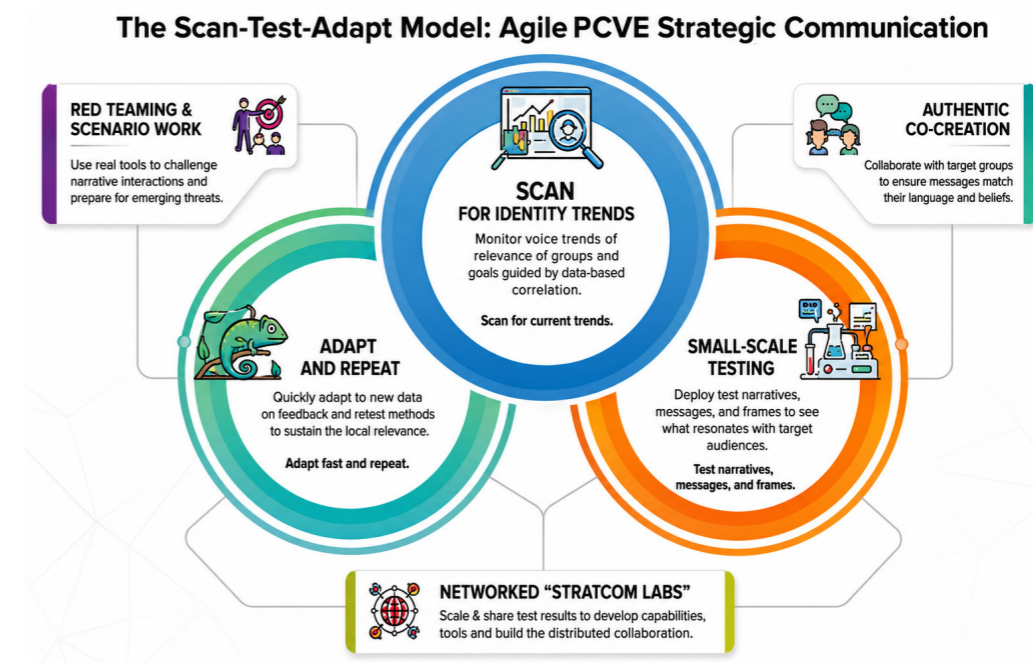 The Scan-Test-Adapt Model: Agile PCVE Strategic Communication
RED TEAMING &
SCENARIO WORK
Use real tools to challenge
narrative interactions and
prepare for emerging threats.
SCAN
FOR IDENTITY TRENDS
Monitor voice trends of
relevance of groups and
goals guided by data-based
correlation.
Scan for current trends.
AUTHENTIC
CO-CREATION
Collaborate with target groups
to ensure messages match
their language and beliefs.
ADAPT
AND REPEAT
Quickly adapt to new data
on feedback and retest methods
to sustain the local relevance.
Adapt fast and repeat.
SMALL-SCALE
TESTING
Deploy test narratives,
messages, and frames to see
what resonates with target
audiences.
Test narratives,
messages, and frames.
NETWORKED “STRATCOM LABS”
Scale & share test results to develop capabilities,
tools and build the distributed collaboration.